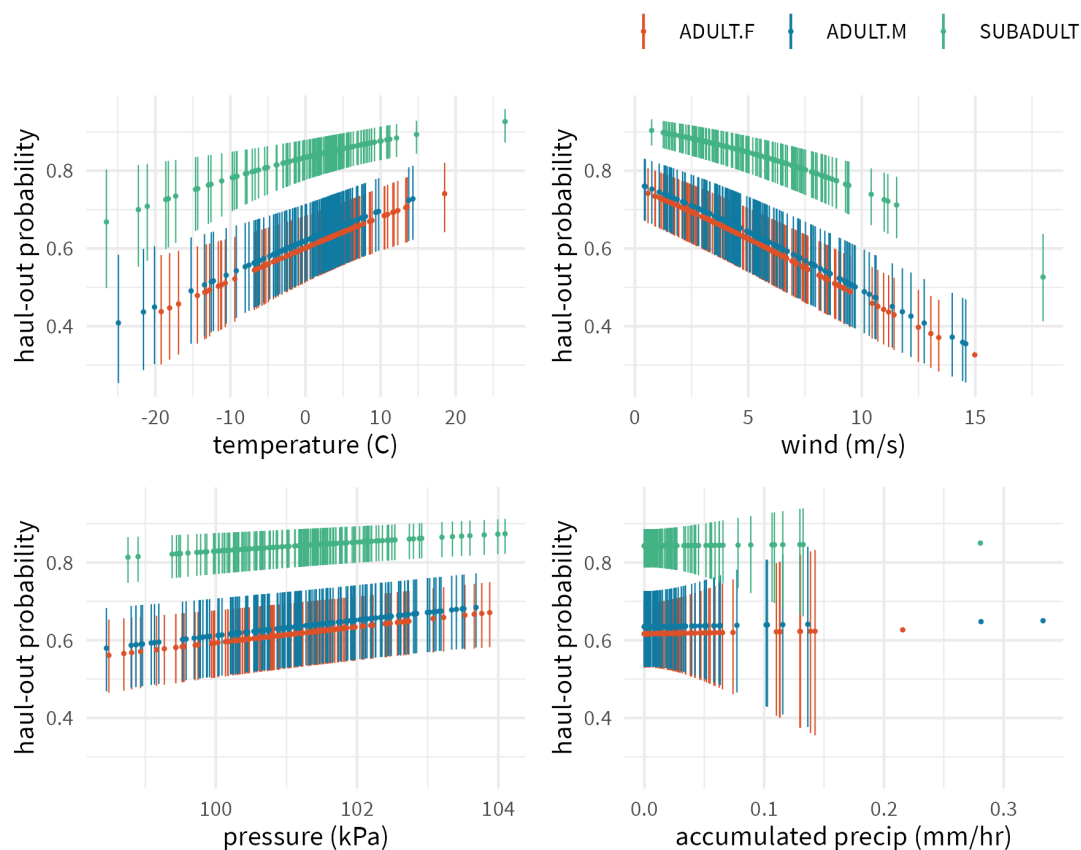 ADULT.F ADULT.M SUBADULT
haul-out probability
0.8
0.6
0.4
-20 -10 0 10 20
temperature (C)
haul-out probability
0.8
0.6
0.4
0 5 10 15
wind (m/s)
haul-out probability
0.8
0.6
0.4
100 102 104
pressure (kPa)
haul-out probability
0.8
0.6
0.4
0.0 0.1 0.2 0.3
accumulated precip (mm/hr)